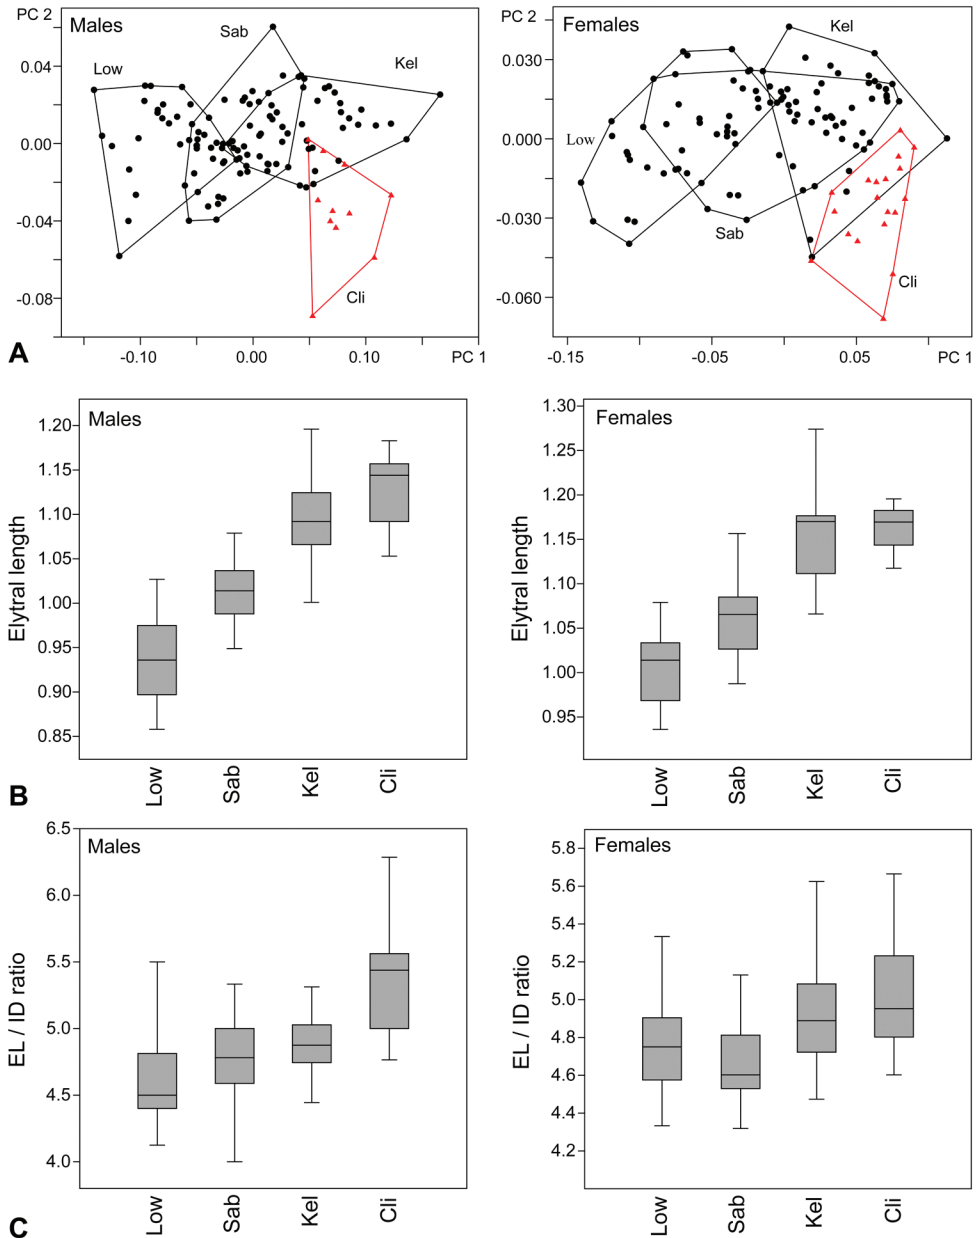 PC 2
Males
Sab
Kel
Low
0.04
0.00
-0.04
-0.08
Cli
-0.10
0.00
0.10
PC 1
A
PC 2
Females
Kel
0.030
Low
0.000
-0.030
Sab
Cli
-0.060
-0.15
-0.05
0.05
PC 1
Males
Elytral length
1.20
1.15
1.10
1.05
1.00
0.95
0.90
0.85
Low
Sab
Kel
Cli
B
Females
Elytral length
1.30
1.25
1.20
1.15
1.10
1.05
1.00
0.95
Low
Sab
Kel
Cli
Males
EL / ID ratio
6.5
6.0
5.5
5.0
4.5
4.0
Low
Sab
Kel
Cli
C
Females
EL / ID ratio
5.8
5.6
5.4
5.2
5.0
4.8
4.6
4.4
4.2
Low
Sab
Kel
Cli